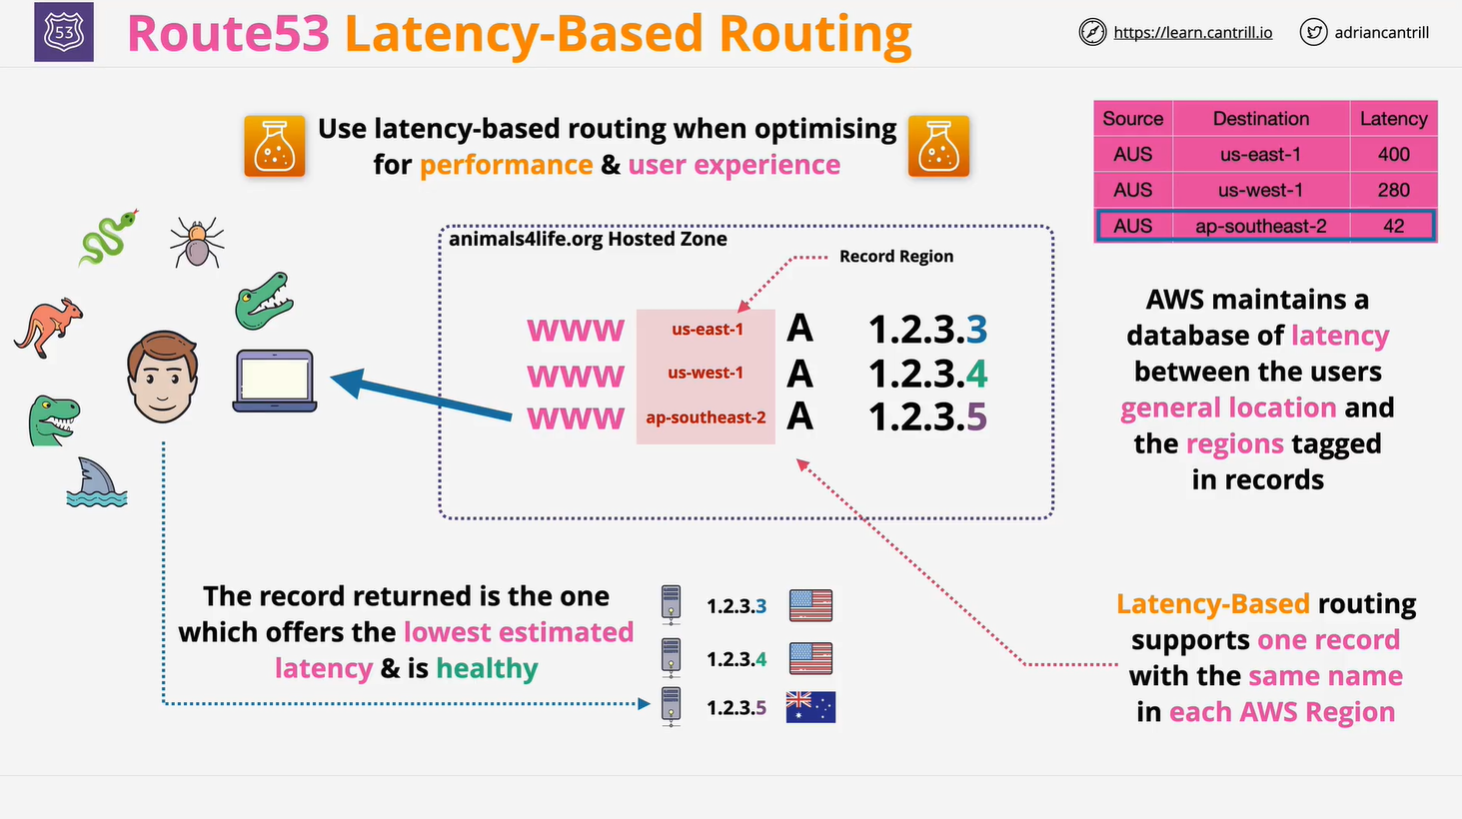 53
Route53 Latency-Based Routing
https://learn.cantrill.io
adriancantrill
Use latency-based routing when optimising
for performance & user experience
Source Destination Latency
AUS us-east-1 400
AUS us-west-1 280
AUS ap-southeast-2 42
animals4life.org Hosted Zone
Record Region
www us-east-1 A 1.2.3.3
www us-west-1 A 1.2.3.4
www ap-southeast-2 A 1.2.3.5
AWS maintains a
database of latency
between the users
general location and
the regions tagged
in records
The record returned is the one
which offers the lowest estimated
latency & is healthy
1.2.3.3
1.2.3.4
1.2.3.5
Latency-Based routing
supports one record
with the same name
in each AWS Region